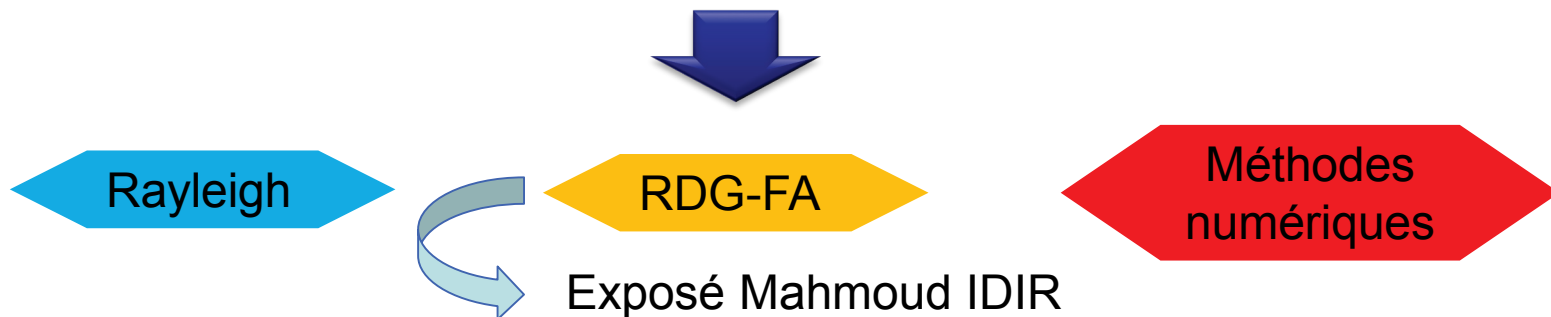 Rayleigh
RDG-FA
Méthodes
numériques
Exposé Mahmoud IDIR